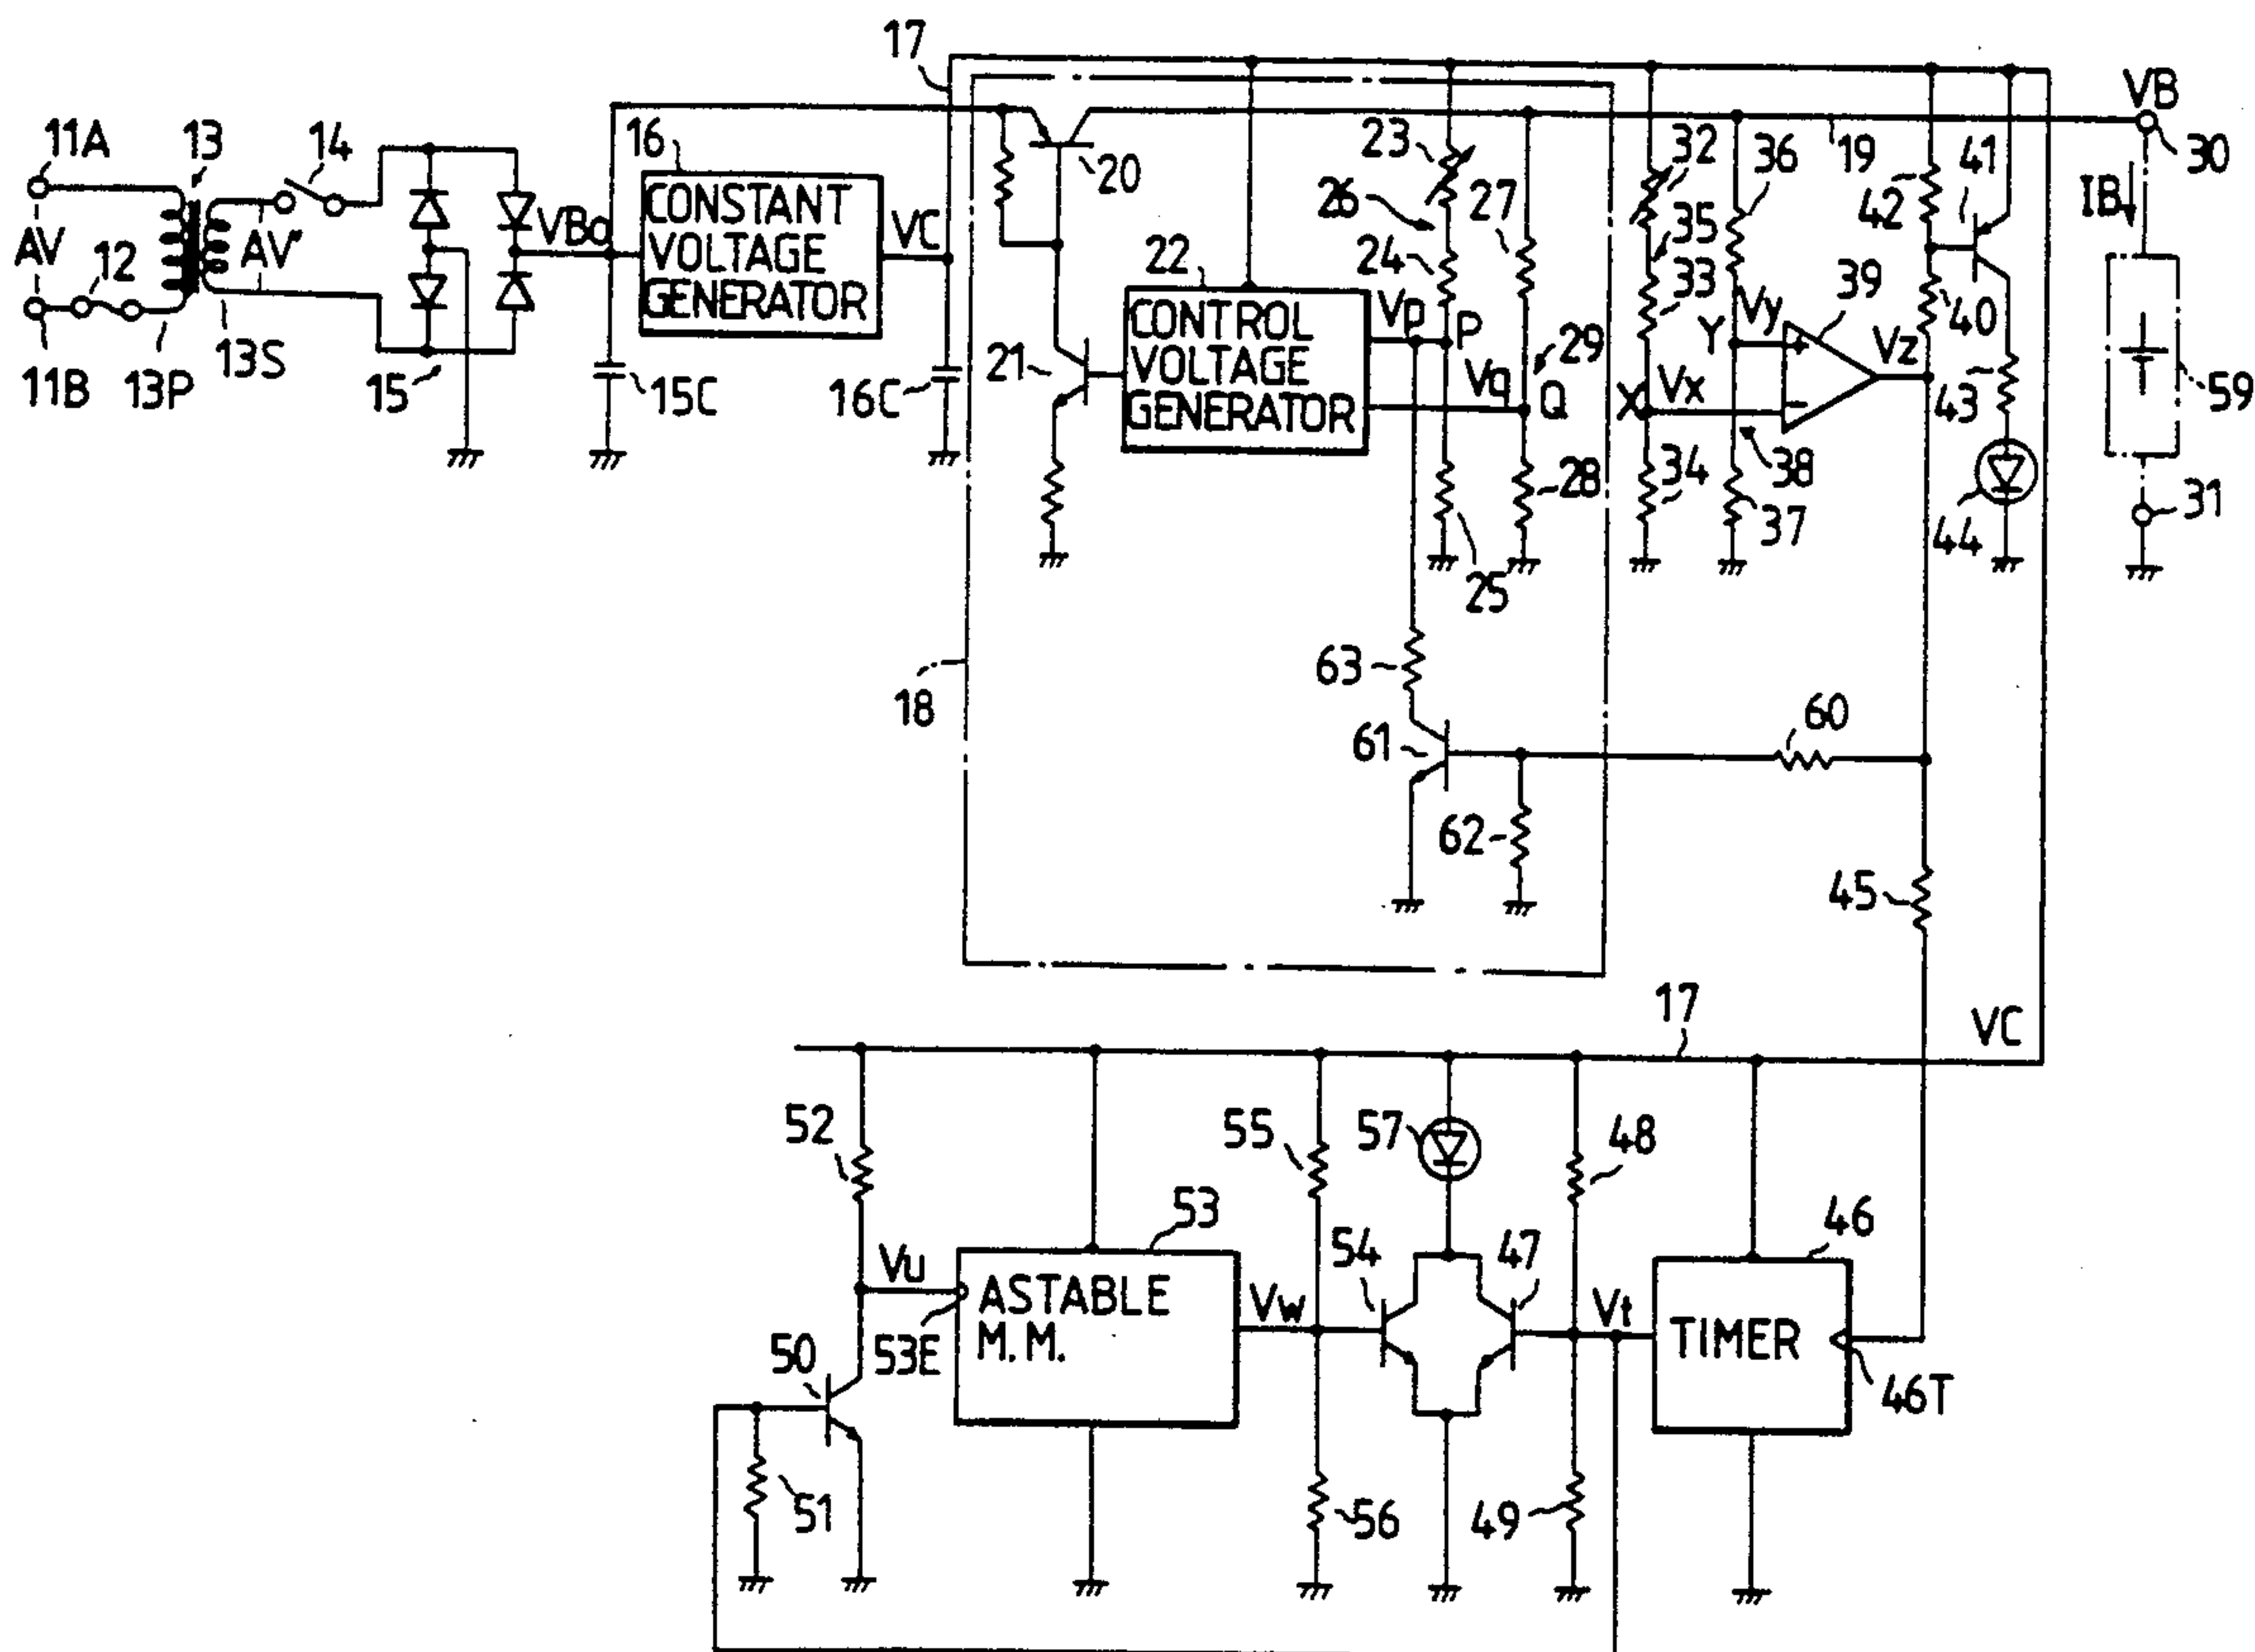 17
VB
11A
13
14
16
20
23
32
36
19
41
30
AV
12
AV'
VBo
CONSTANT
VOLTAGE
GENERATOR
VC
26
27
42
IB
35
22
24
33
39
11B
13P
13S
15
15C
16C
21
CONTROL
VOLTAGE
GENERATOR
Vp
P
Vq
Q
29
Y
Vy
X
Vx
+
-
Vz
40
43
59
28
34
38
37
44
31
25
63
18
61
60
62
45
17
VC
52
55
57
48
53
54
47
46
Vu
ASTABLE
M.M.
Vw
Vt
TIMER
50
53E
46T
51
56
49